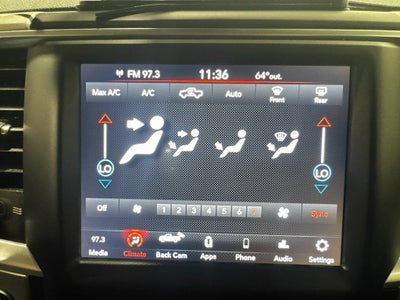 FM 97.3 11:36 64°out.
Max A/C A/C Auto Front Rear
LO LO
Off 1 2 3 4 5 6 7 Sync
97.3
Media Climate Back Cam Apps Phone Audio Settings